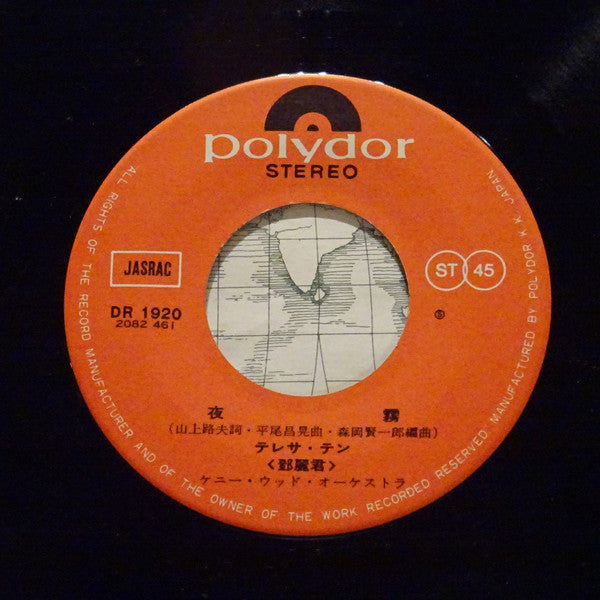 polydor
STEREO
JASRAC
ST 45
DR 1920
2082 461
Ⓢ
夜 霧
(山上路夫詞・平尾昌晃曲・森岡賢一郎編曲)
テレサ・テン
〈鄧麗君〉
ケニー・ウッド・オーケストラ
ALL RIGHTS OF THE RECORD MANUFACTURER AND OF THE OWNER OF THE WORK RECORDED RESERVED. MANUFACTURED BY POLYDOR K.K. JAPAN